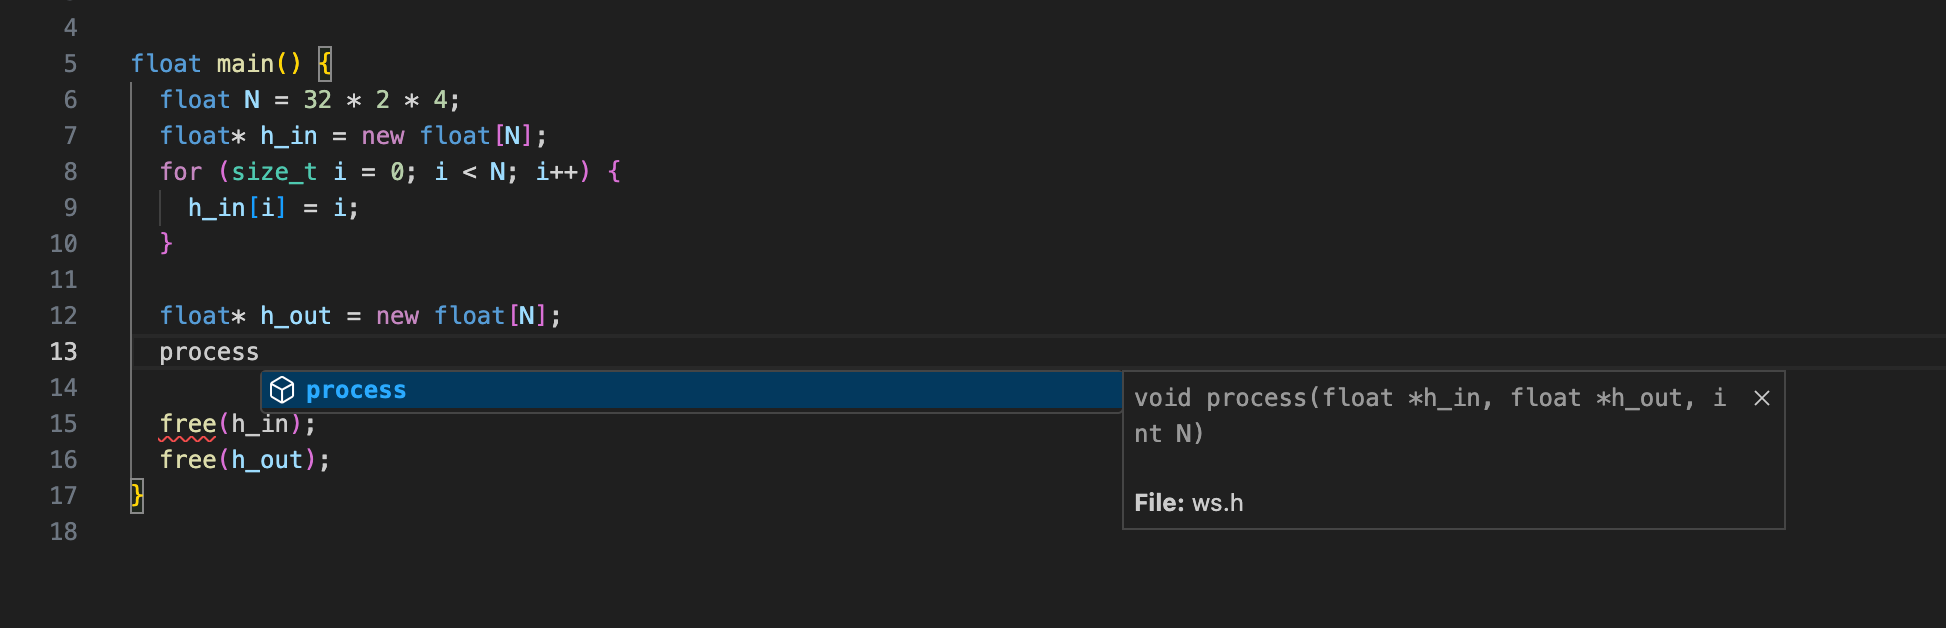 4
5 float main() {
6 float N = 32 * 2 * 4;
7 float* h_in = new float[N];
8 for (size_t i = 0; i < N; i++) {
9 h_in[i] = i;
10 }
11
12 float* h_out = new float[N];
13 process
14 process
void process(float *h_in, float *h_out, i
nt N)
File: ws.h
15 free(h_in);
16 free(h_out);
17 }
18